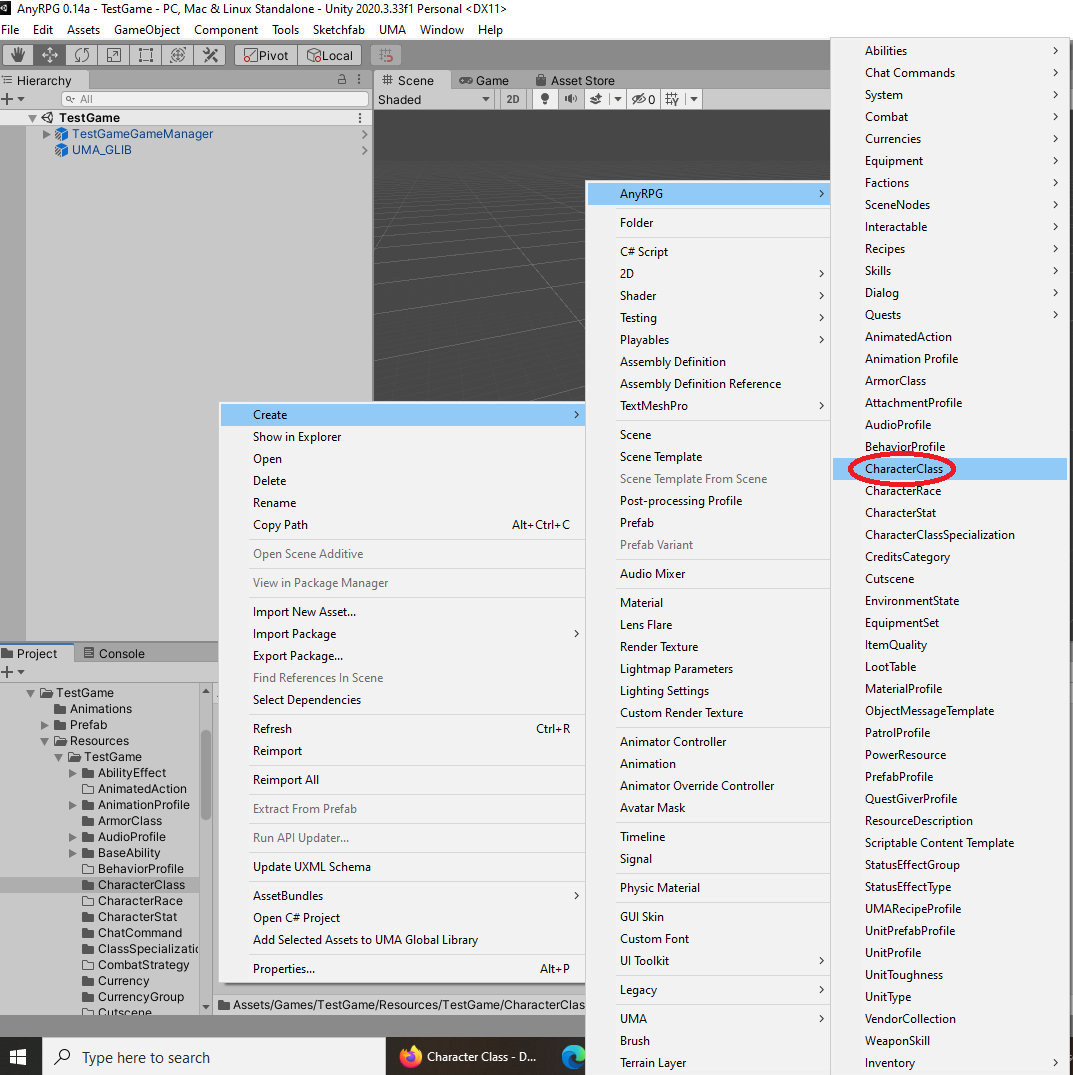 AnyRPG 0.14a - TestGame - PC, Mac & Linux Standalone - Unity 2020.3.33f1 Personal <DX11>
File Edit Assets GameObject Component Tools Sketchfab UMA Window Help
Pivot Local
Hierarchy
All
TestGame
TestGameGameManager
UMA_GLIB
Scene Game Asset Store
Shaded 2D 0
Project Console
TestGame
Animations
Prefab
Resources
TestGame
AbilityEffect
AnimatedAction
AnimationProfile
ArmorClass
AudioProfile
BaseAbility
BehaviorProfile
CharacterClass
CharacterRace
CharacterStat
ChatCommand
ClassSpecializatio
CombatStrategy
Currency
CurrencyGroup
Cutscene
Create
Show in Explorer
Open
Delete
Rename
Copy Path Alt+Ctrl+C
Open Scene Additive
View in Package Manager
Import New Asset...
Import Package
Export Package...
Find References In Scene
Select Dependencies
Refresh Ctrl+R
Reimport
Reimport All
Extract From Prefab
Run API Updater...
Update UXML Schema
AssetBundles
Open C# Project
Add Selected Assets to UMA Global Library
Properties... Alt+P
Assets/Games/TestGame/Resources/TestGame/CharacterClas
AnyRPG
Folder
C# Script
2D
Shader
Testing
Playables
Assembly Definition
Assembly Definition Reference
TextMeshPro
Scene
Scene Template
Scene Template From Scene
Post-processing Profile
Prefab
Prefab Variant
Audio Mixer
Material
Lens Flare
Render Texture
Lightmap Parameters
Lighting Settings
Custom Render Texture
Animator Controller
Animation
Animator Override Controller
Avatar Mask
Timeline
Signal
Physic Material
GUI Skin
Custom Font
UI Toolkit
Legacy
UMA
Brush
Terrain Layer
Abilities
Chat Commands
System
Combat
Currencies
Equipment
Factions
SceneNodes
Interactable
Recipes
Skills
Dialog
Quests
AnimatedAction
Animation Profile
ArmorClass
AttachmentProfile
AudioProfile
BehaviorProfile
CharacterClass
CharacterRace
CharacterStat
CharacterClassSpecialization
CreditsCategory
Cutscene
EnvironmentState
EquipmentSet
ItemQuality
LootTable
MaterialProfile
ObjectMessageTemplate
PatrolProfile
PowerResource
PrefabProfile
QuestGiverProfile
ResourceDescription
Scriptable Content Template
StatusEffectGroup
StatusEffectType
UMARecipeProfile
UnitPrefabProfile
UnitProfile
UnitToughness
UnitType
VendorCollection
WeaponSkill
Inventory
Type here to search
Character Class - D...